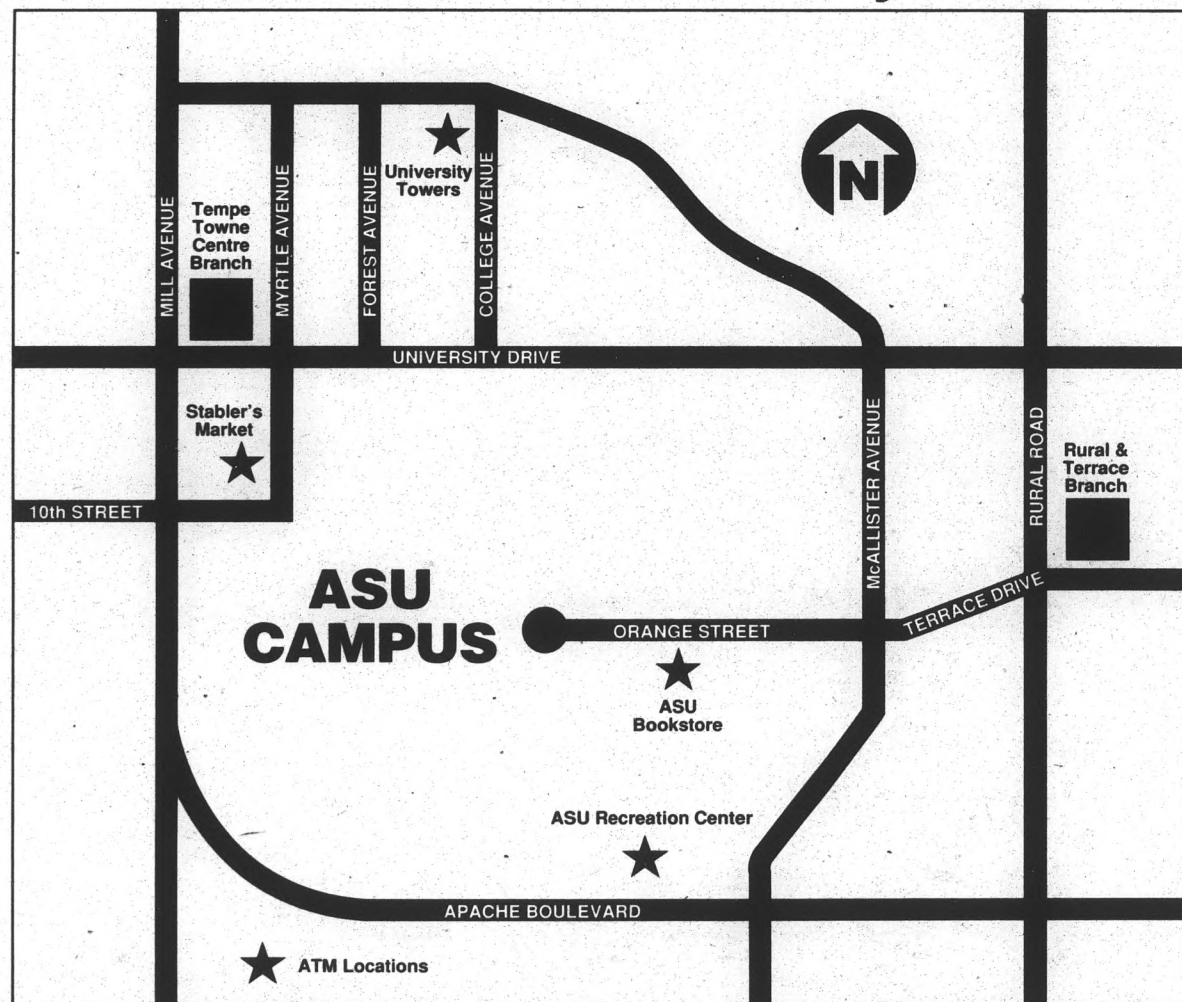 N
University
Towers
Tempe
Towne
Centre
Branch
MILL AVENUE
MYRTLE AVENUE
FOREST AVENUE
COLLEGE AVENUE
UNIVERSITY DRIVE
Stabler's
Market
10th STREET
McALLISTER AVENUE
RURAL ROAD
Rural &
Terrace
Branch
ASU
CAMPUS
ORANGE STREET
TERRACE DRIVE
ASU
Bookstore
ASU Recreation Center
APACHE BOULEVARD
ATM Locations